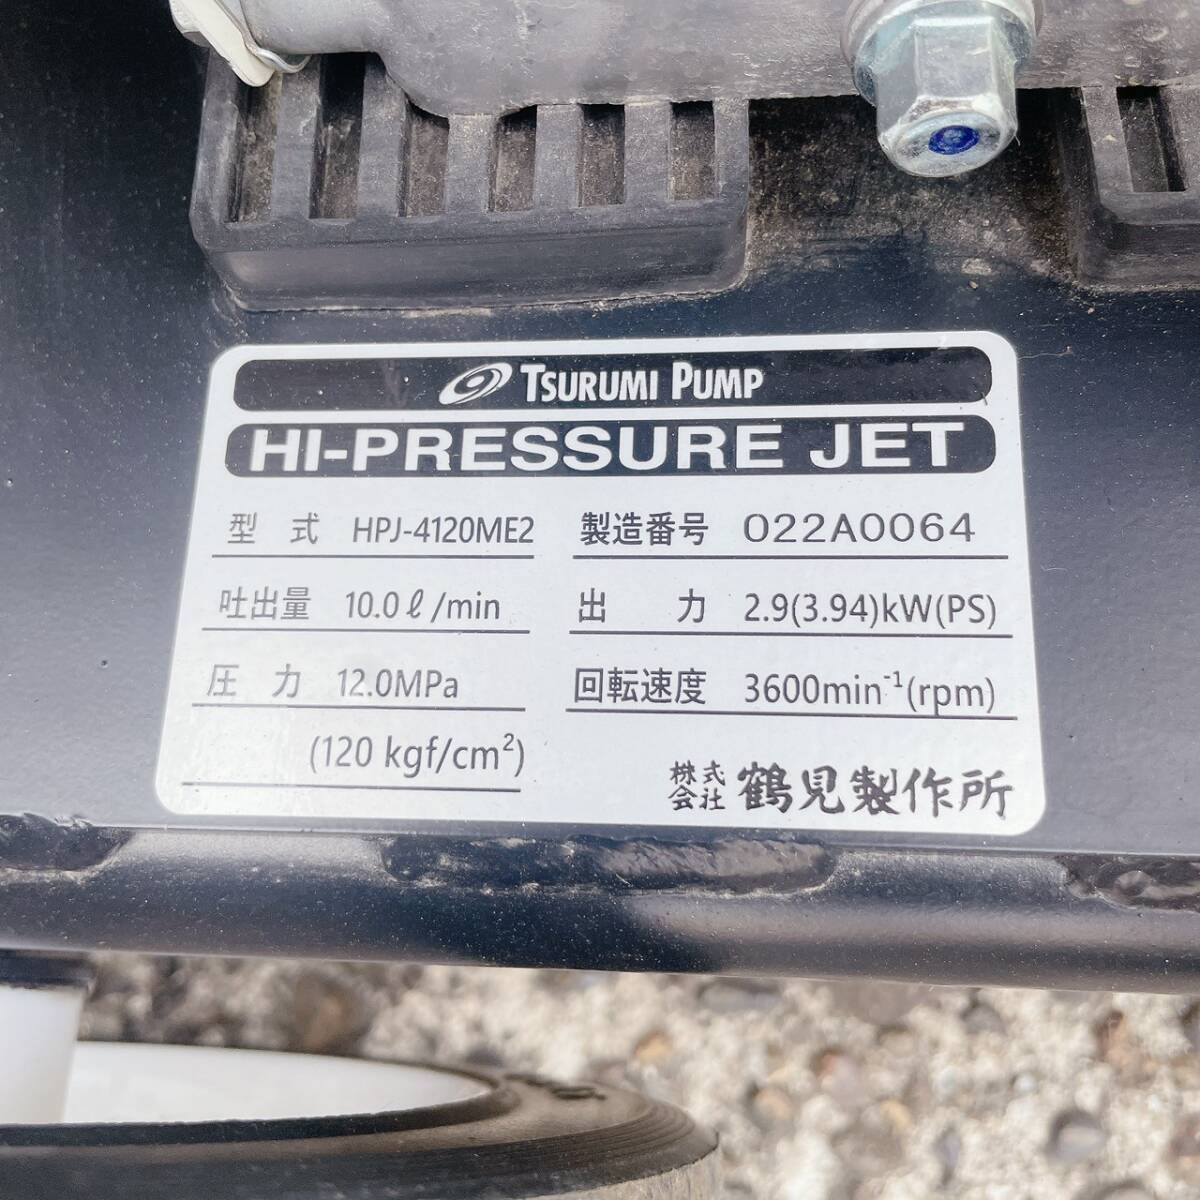 TSURUMI PUMP
HI-PRESSURE JET
型式 HPJ-4120ME2 製造番号 022A0064
吐出量 10.0ℓ/min 出力 2.9(3.94)kW(PS)
圧力 12.0MPa 回転速度 3600min⁻¹(rpm)
(120 kgf/cm²)
株式会社 鶴見製作所